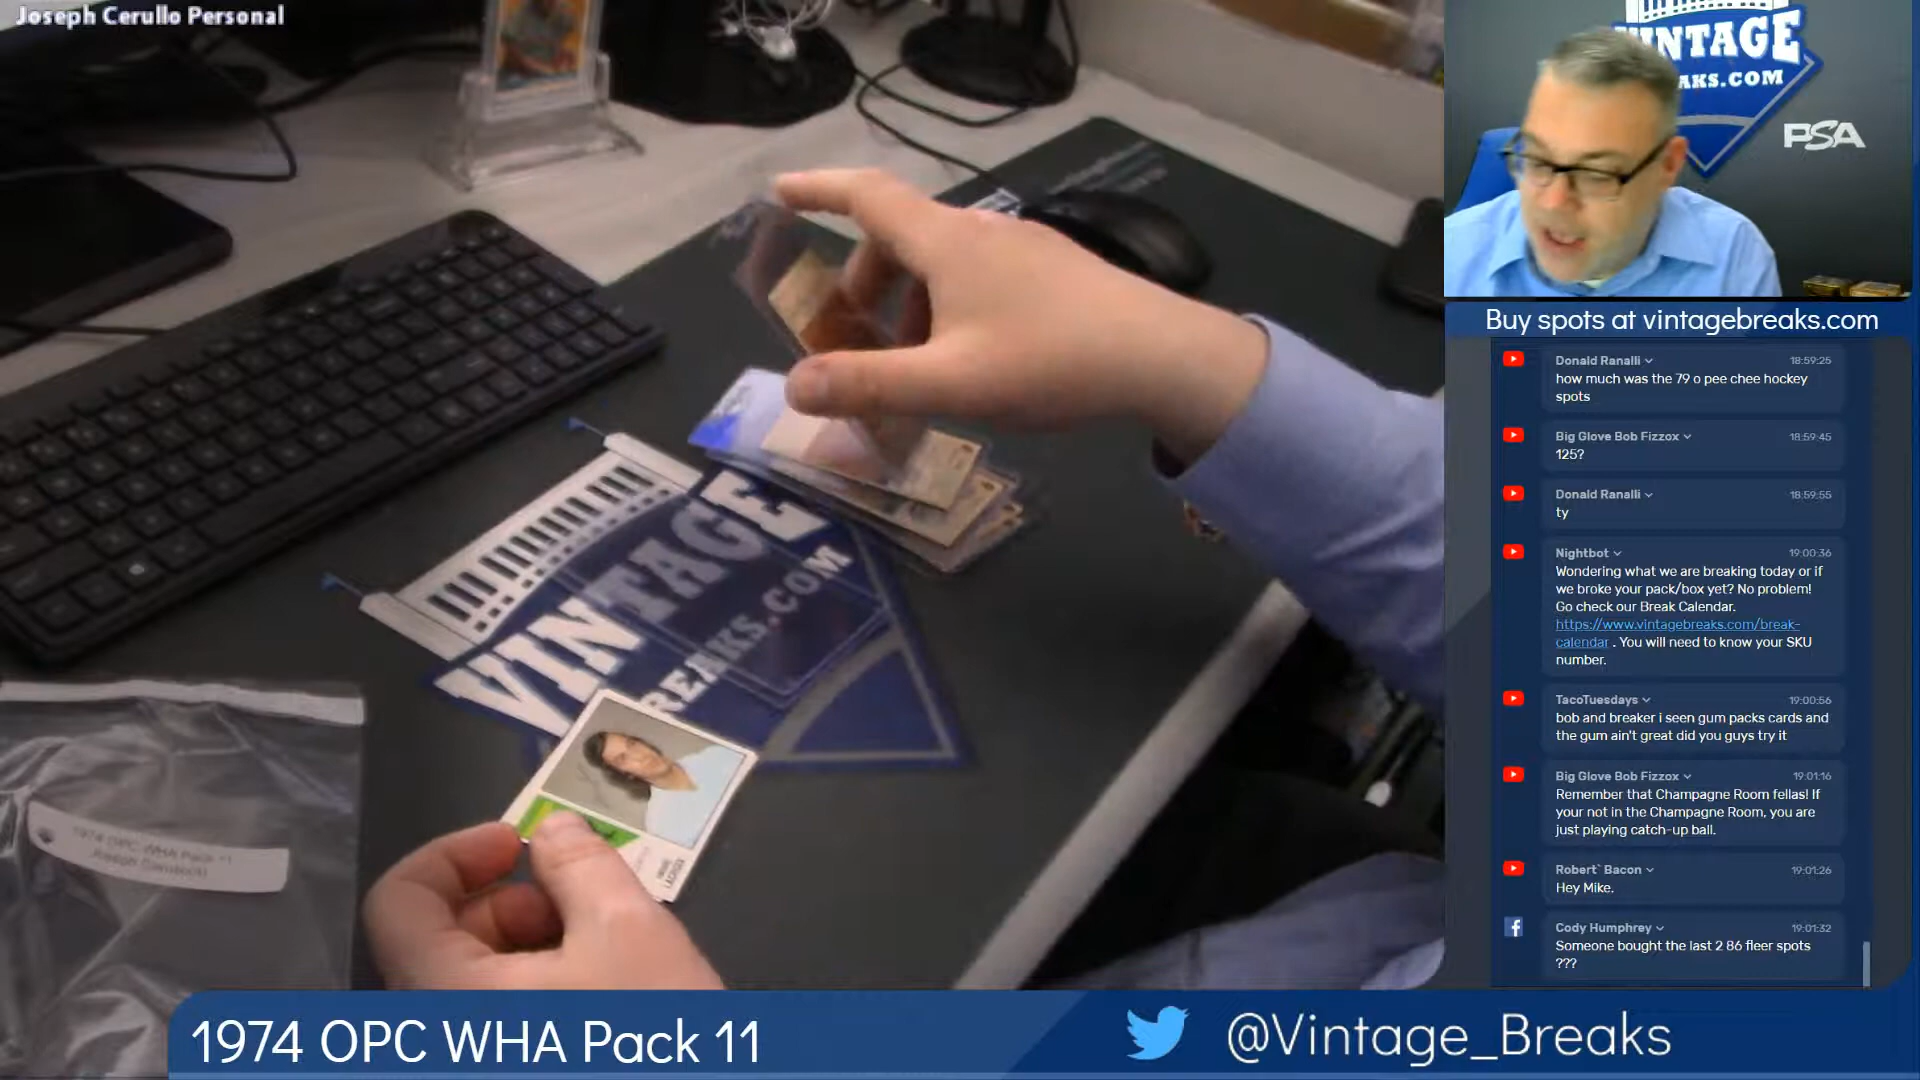 Joseph Cerullo Personal
VINTAGE
AKS.COM
PSA
Buy spots at vintagebreaks.com
Donald Ranalli 18:59:25
how much was the 79 o pee chee hockey
spots
Big Glove Bob Fizzox 18:59:45
125?
Donald Ranalli 18:59:55
ty
Nightbot 19:00:36
Wondering what we are breaking today or if
we broke your pack/box yet? No problem!
Go check our Break Calendar.
https://www.vintagebreaks.com/break-
calendar . You will need to know your SKU
number.
TacoTuesdays 19:00:56
bob and breaker i seen gum packs cards and
the gum ain't great did you guys try it
Big Glove Bob Fizzox 19:01:16
Remember that Champagne Room fellas! If
your not in the Champagne Room, you are
just playing catch-up ball.
Robert` Bacon 19:01:26
Hey Mike.
Cody Humphrey 19:01:32
Someone bought the last 2 86 fleer spots
???
VINTAGE
REAKS.COM
1974 OPC WHA Pack 11
1974 OPC WHA Pack 11
@Vintage_Breaks